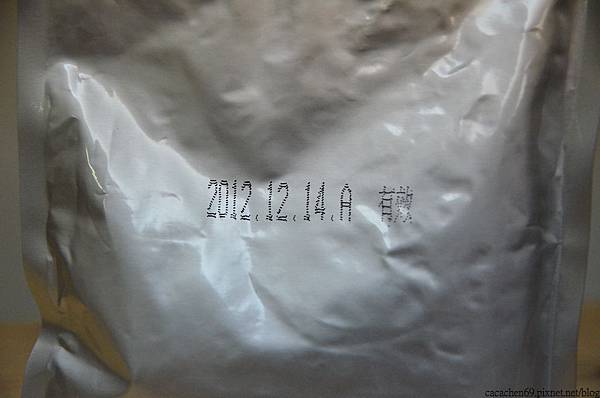 2012.12.14.A 有效
cacachen69.pixnet.net/blog